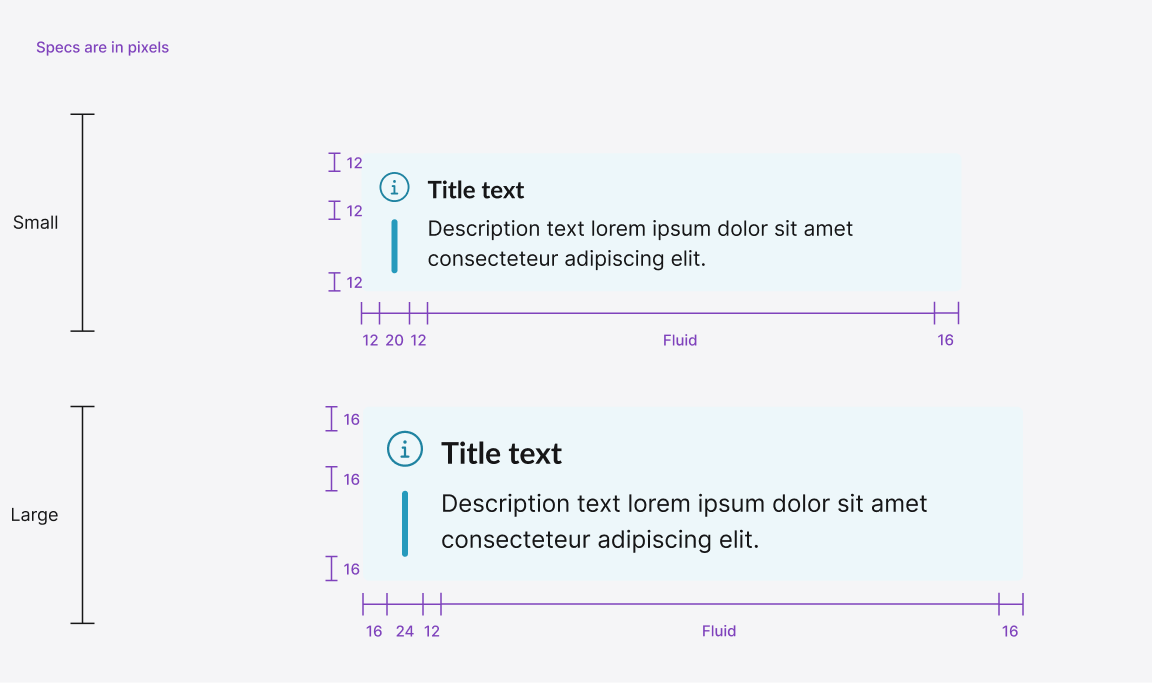 Specs are in pixels
Small
12
12
12
i
Title text
Description text lorem ipsum dolor sit amet
consecteteur adipiscing elit.
12 20 12 Fluid 16
Large
16
16
16
i
Title text
Description text lorem ipsum dolor sit amet
consecteteur adipiscing elit.
16 24 12 Fluid 16